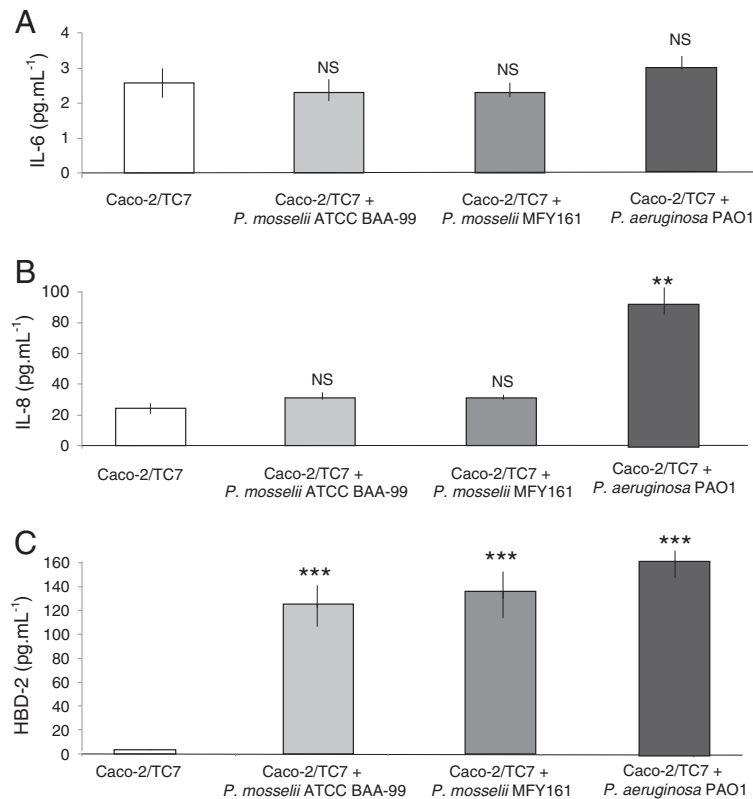 A
IL-6 (pg.mL-1)
4
3
2
1
0
NS
NS
NS
Caco-2/TC7
Caco-2/TC7 +
P. mosselii ATCC BAA-99
Caco-2/TC7 +
P. mosselii MFY161
Caco-2/TC7 +
P. aeruginosa PAO1
B
IL-8 (pg.mL-1)
100
80
60
40
20
0
NS
NS
**
Caco-2/TC7
Caco-2/TC7 +
P. mosselii ATCC BAA-99
Caco-2/TC7 +
P. mosselii MFY161
Caco-2/TC7 +
P. aeruginosa PAO1
C
HBD-2 (pg.mL-1)
160
140
120
100
80
60
40
20
0
***
***
***
Caco-2/TC7
Caco-2/TC7 +
P. mosselii ATCC BAA-99
Caco-2/TC7 +
P. mosselii MFY161
Caco-2/TC7 +
P. aeruginosa PAO1